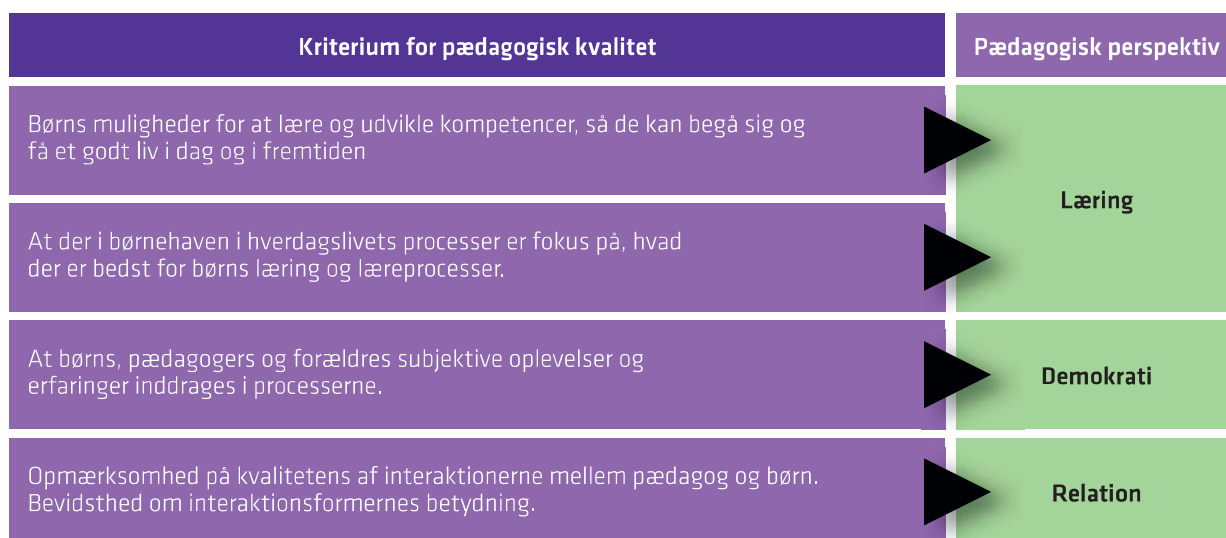 Kriterium for pædagogisk kvalitet
Pædagogisk perspektiv
Børns muligheder for at lære og udvikle kompetencer, så de kan begå sig og
få et godt liv i dag og i fremtiden
At der i børnehaven i hverdagslivets processer er fokus på, hvad
der er bedst for børns læring og læreprocesser.
Læring
At børns, pædagogers og forældres subjektive oplevelser og
erfaringer inddrages i processerne.
Demokrati
Opmærksomhed på kvalitetens af interaktionerne mellem pædagog og børn.
Bevidsthed om interaktionsformernes betydning.
Relation